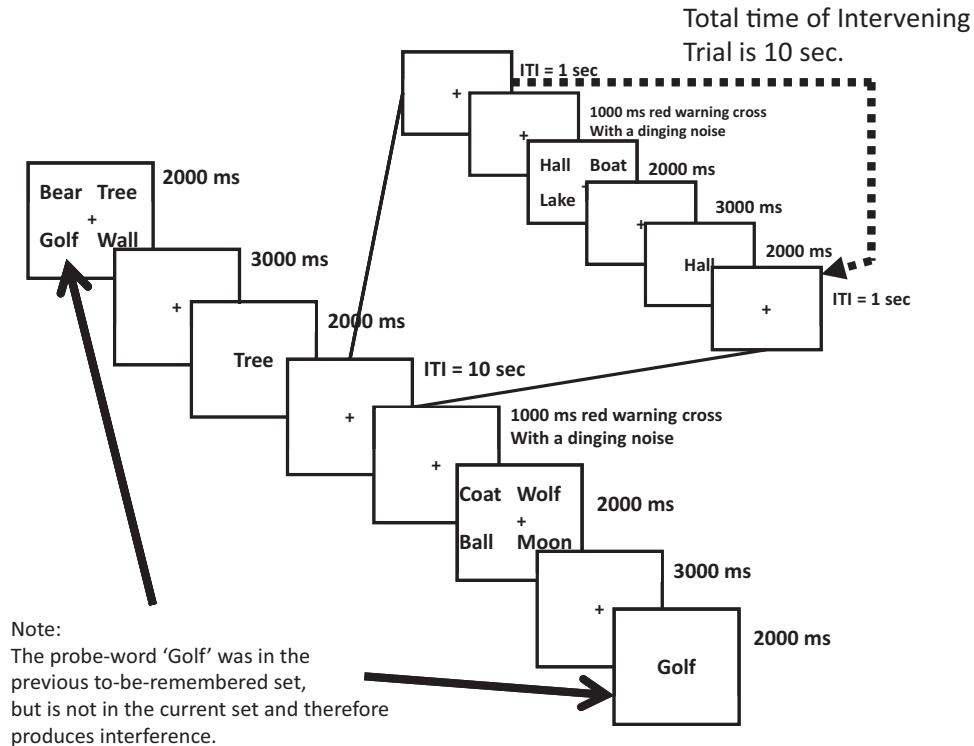 Total time of Intervening
Trial is 10 sec.
ITI = 1 sec
+
1000 ms red warning cross
With a dinging noise
+
Hall Boat
Lake
2000 ms
+
3000 ms
Hall
2000 ms
+
ITI = 1 sec
Bear Tree
+
Golf Wall
2000 ms
+
3000 ms
Tree
2000 ms
+
ITI = 10 sec
+
1000 ms red warning cross
With a dinging noise
Coat Wolf
+
Ball Moon
2000 ms
+
3000 ms
Golf
2000 ms
Note:
The probe-word ‘Golf’ was in the
previous to-be-remembered set,
but is not in the current set and therefore
produces interference.